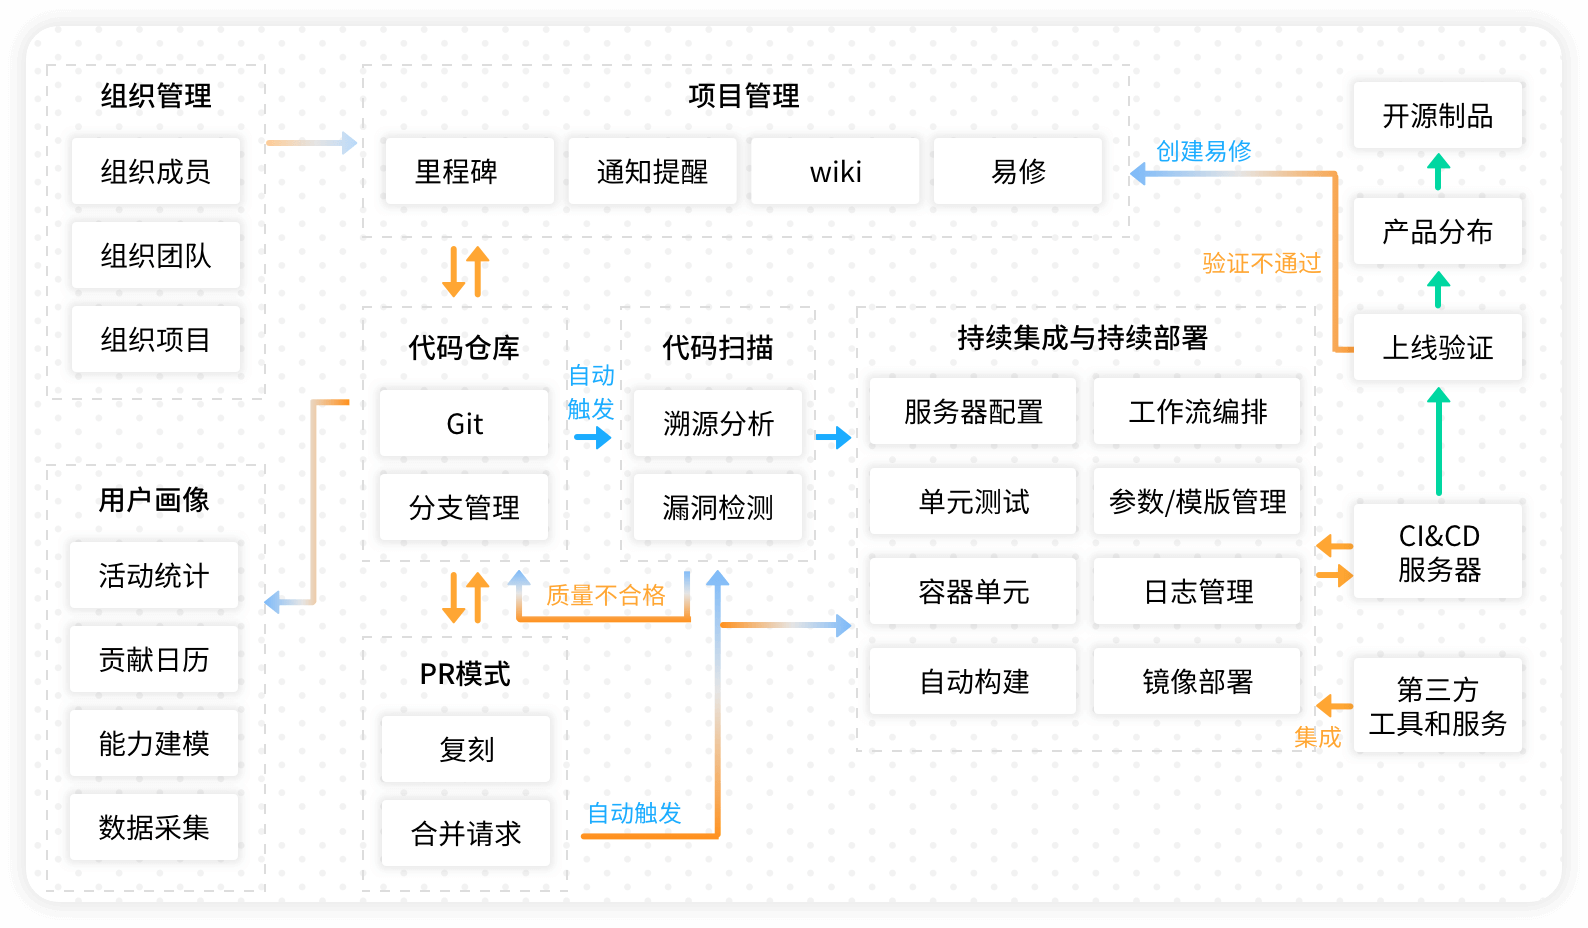 组织管理
组织成员
组织团队
组织项目
项目管理
里程碑
通知提醒
wiki
易修
创建易修
验证不通过
开源制品
产品分布
上线验证
代码仓库
Git
分支管理
自动
触发
代码扫描
溯源分析
漏洞检测
持续集成与持续部署
服务器配置
工作流编排
单元测试
参数/模版管理
容器单元
日志管理
自动构建
镜像部署
CI&CD
服务器
第三方
工具和服务
集成
用户画像
活动统计
贡献日历
能力建模
数据采集
质量不合格
PR模式
复刻
合并请求
自动触发